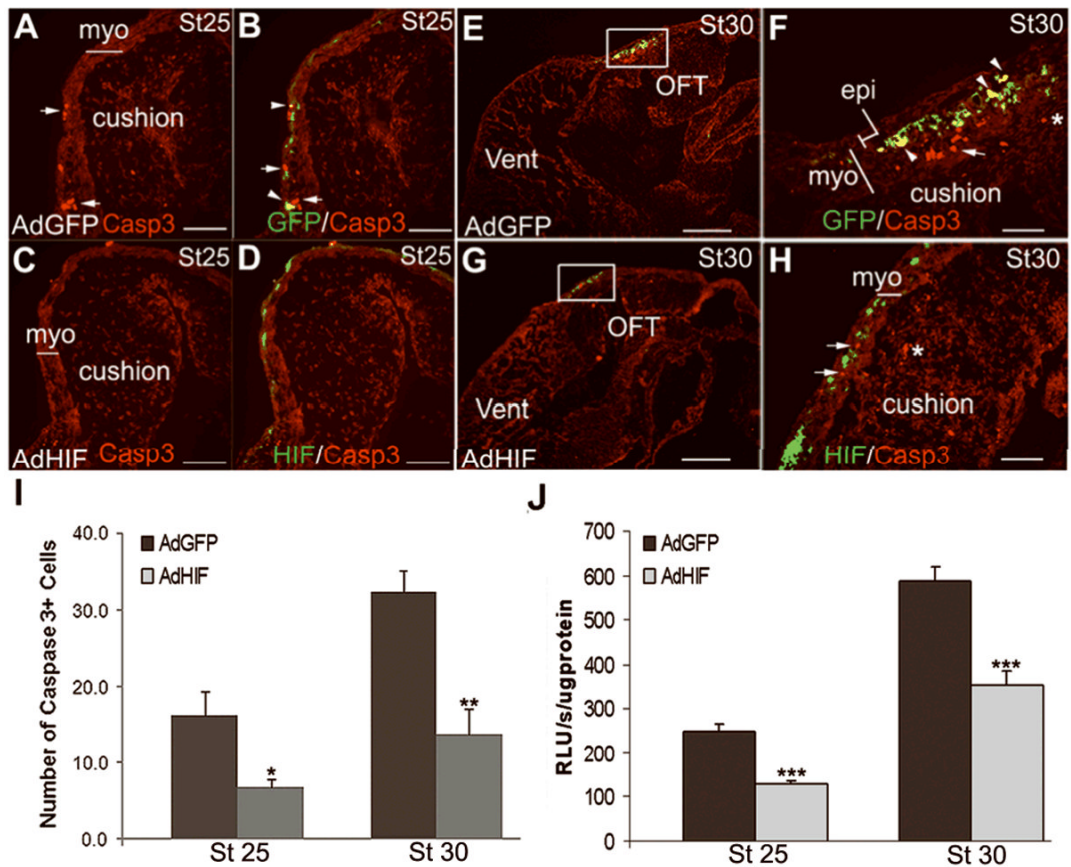 A myo St25
cushion
AdGFP Casp3
B St25
GFP/Casp3
E St30
OFT
Vent
AdGFP
F St30
epi
*
myo
cushion
GFP/Casp3
C St25
myo
cushion
AdHIF Casp3
D St25
HIF/Casp3
G St30
OFT
Vent
AdHIF
H St30
myo
*
cushion
HIF/Casp3
I
Number of Caspase 3+ Cells
40.0
30.0
20.0
10.0
0.0
AdGFP
AdHIF
*
**
St 25 St 30
J
RLU/s/ugprotein
700
600
500
400
300
200
100
0
AdGFP
AdHIF
***
***
St 25 St 30